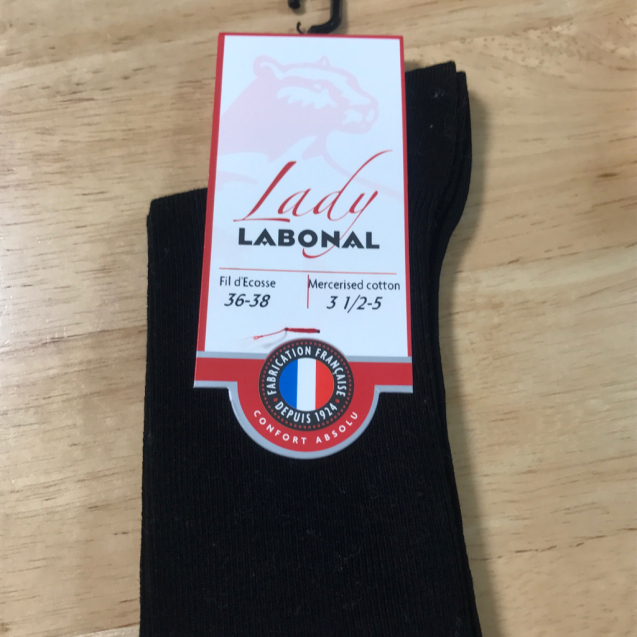 Lady
LABONAL
Fil d'Ecosse
36-38
Mercerised cotton
3 1/2-5
FABRICATION FRANÇAISE
DEPUIS 1924
CONFORT ABSOLU